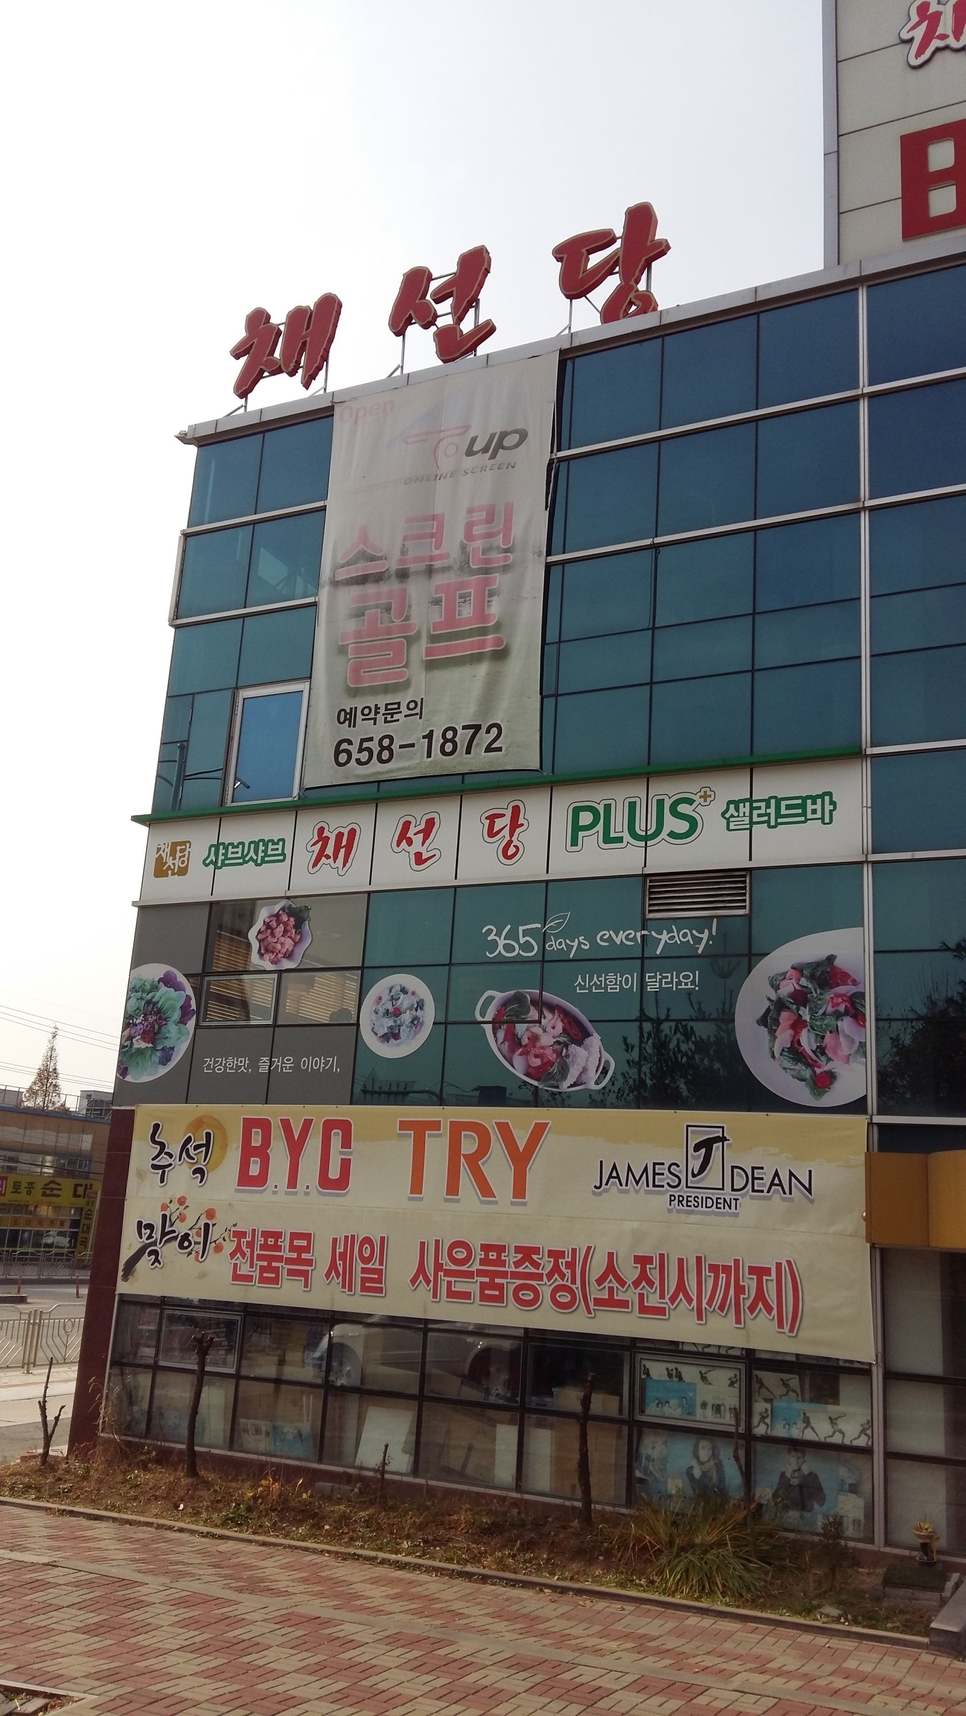 채선당
Open
up
ONLINE SCREEN
스크린
골프
예약문의
658-1872
채선당 샤브샤브 채선당 PLUS+ 샐러드바
365 days everyday!
신선함이 달라요!
건강한맛, 즐거운 이야기,
추석 맞이
B.Y.C TRY JAMES DEAN
PRESIDENT
전품목 세일 사은품증정(소진시까지)
토종순대